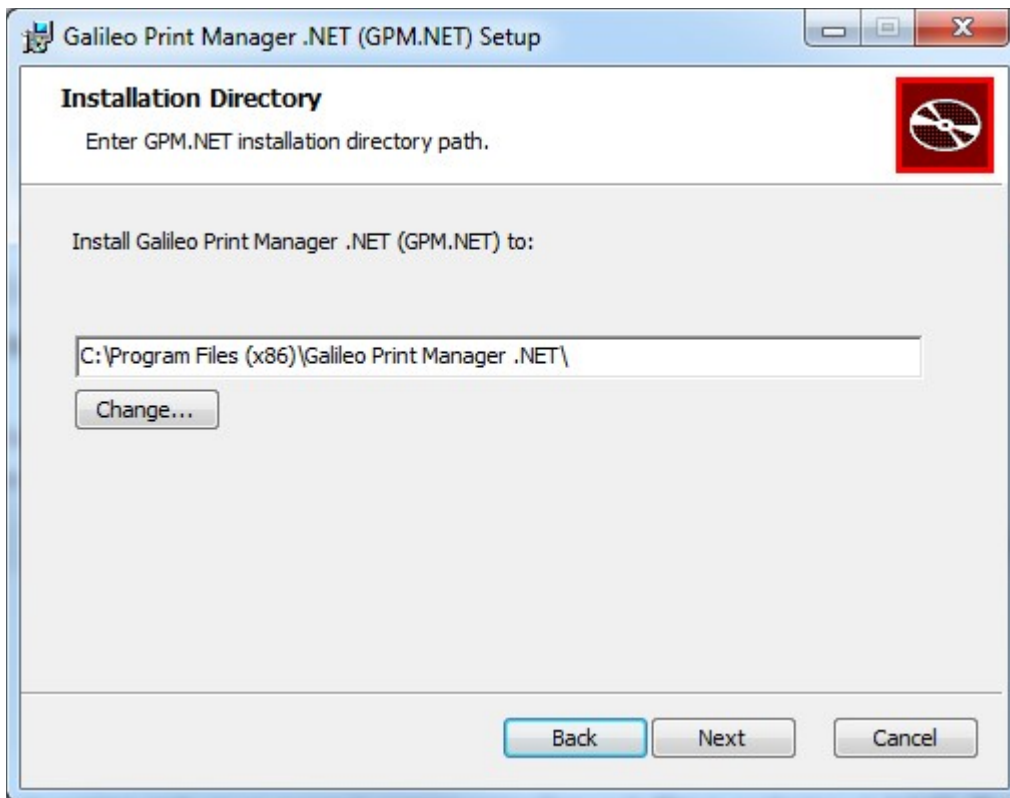 Galileo Print Manager .NET (GPM.NET) Setup
Installation Directory
Enter GPM.NET installation directory path.
Install Galileo Print Manager .NET (GPM.NET) to:
C:\Program Files (x86)\Galileo Print Manager .NET\
Change...
Back Next Cancel